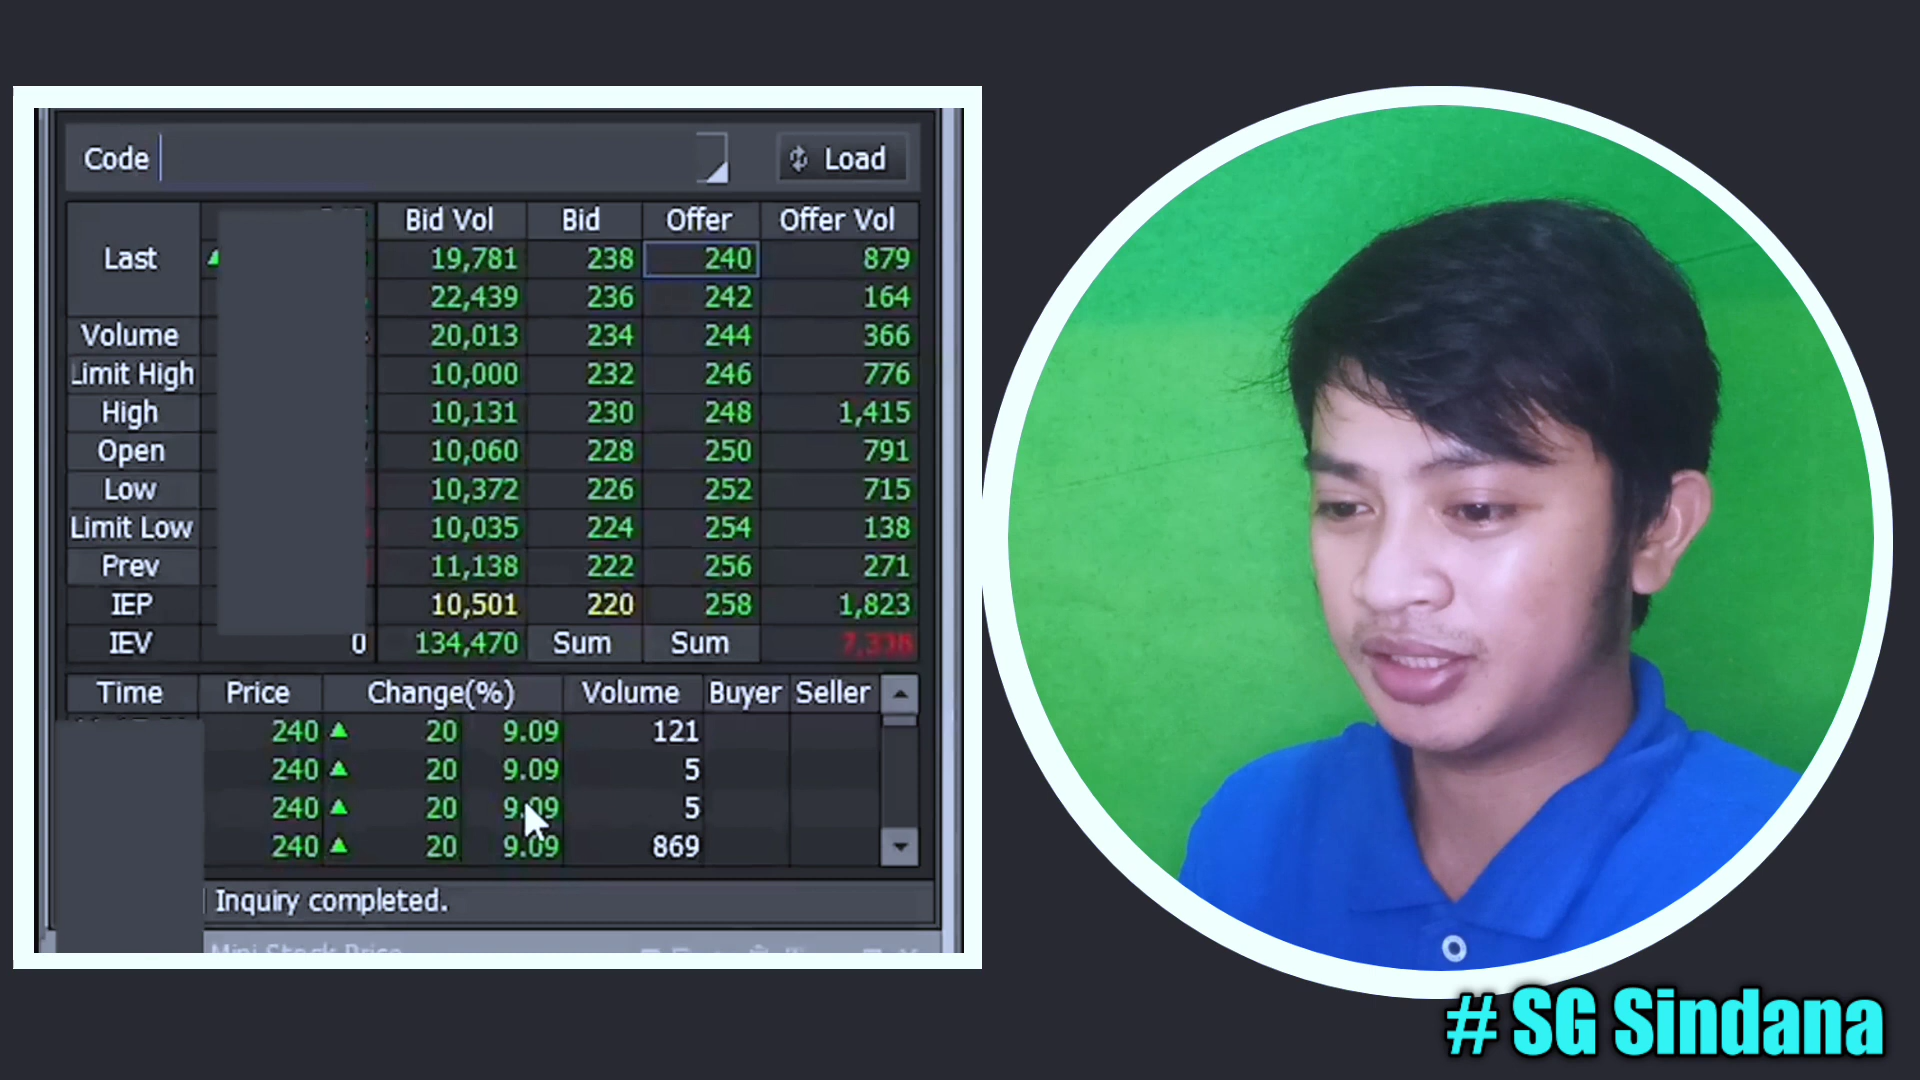 Code Load
Bid Vol Bid Offer Offer Vol
Last 19,781 238 240 879
22,439 236 242 164
Volume 20,013 234 244 366
Limit High 10,000 232 246 776
High 10,131 230 248 1,415
Open 10,060 228 250 791
Low 10,372 226 252 715
Limit Low 10,035 224 254 138
Prev 11,138 222 256 271
IEP 10,501 220 258 1,823
IEV 0 134,470 Sum Sum
Time Price Change(%) Volume Buyer Seller
240 20 9.09 121
240 20 9.09 5
240 20 9.09 5
240 20 9.09 869
Inquiry completed.
Mini Stock Price
# SG Sindana